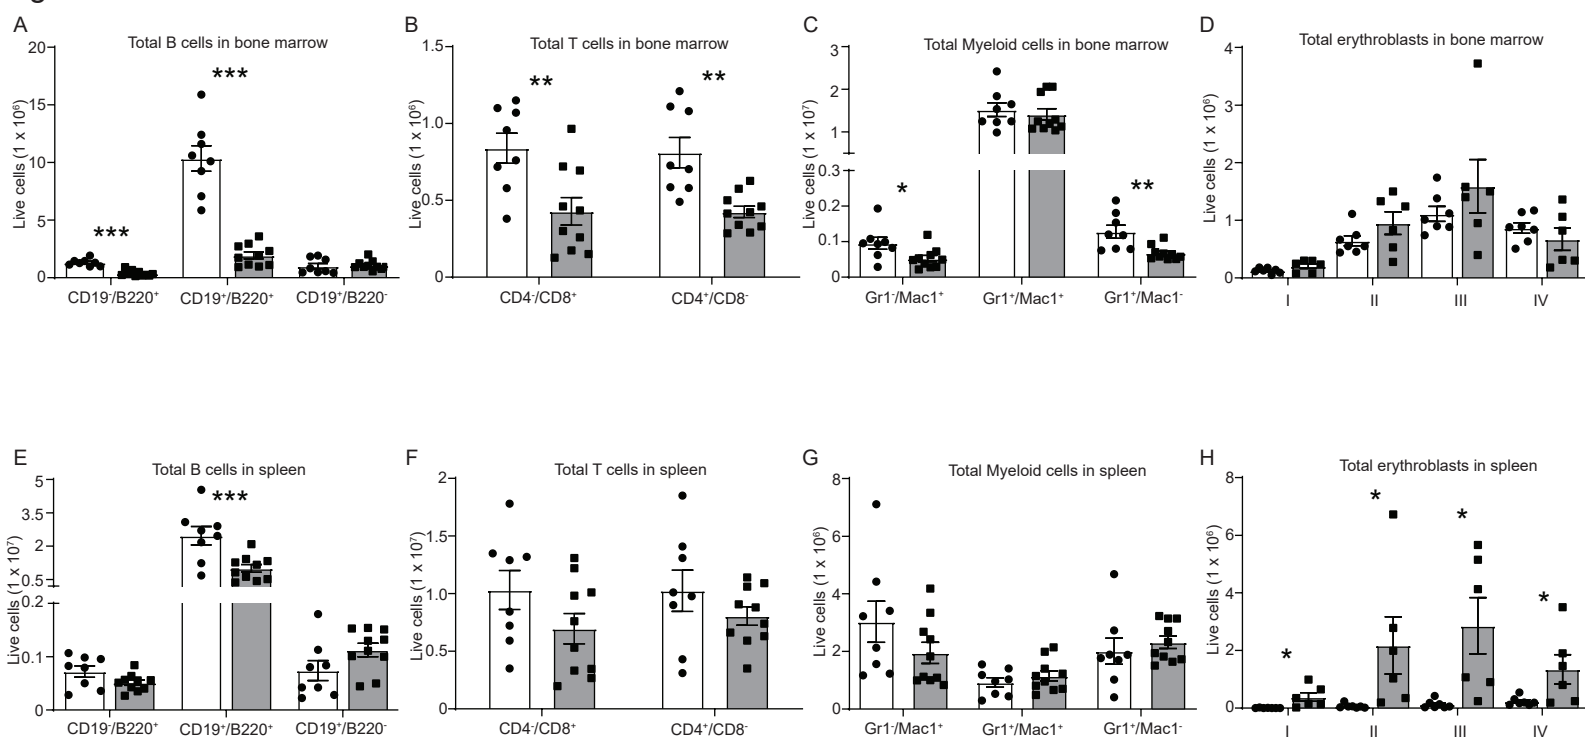 A
Total B cells in bone marrow
Live cells (1 x 10⁶)
20
15
10
5
0
***
***
CD19⁻/B220⁺
CD19⁺/B220⁺
CD19⁺/B220⁻
B
Total T cells in bone marrow
Live cells (1 x 10⁶)
1.5
1.0
0.5
0
**
**
CD4⁻/CD8⁺
CD4⁺/CD8⁻
C
Total Myeloid cells in bone marrow
Live cells (1 x 10⁷)
3
2
1
0.3
0.2
0.1
0
*
**
Gr1⁻/Mac1⁺
Gr1⁺/Mac1⁺
Gr1⁺/Mac1⁻
D
Total erythroblasts in bone marrow
Live cells (1 x 10⁶)
4
3
2
1
0
I
II
III
IV
E
Total B cells in spleen
Live cells (1 x 10⁷)
5
3.5
2
0.5
0.2
0.1
0
***
CD19⁻/B220⁺
CD19⁺/B220⁺
CD19⁺/B220⁻
F
Total T cells in spleen
Live cells (1 x 10⁷)
2
1.5
1.0
0.5
0
CD4⁻/CD8⁺
CD4⁺/CD8⁻
G
Total Myeloid cells in spleen
Live cells (1 x 10⁶)
8
6
4
2
0
Gr1⁻/Mac1⁺
Gr1⁺/Mac1⁺
Gr1⁺/Mac1⁻
H
Total erythroblasts in spleen
Live cells (1 x 10⁶)
8
6
4
2
0
*
*
*
*
I
II
III
IV